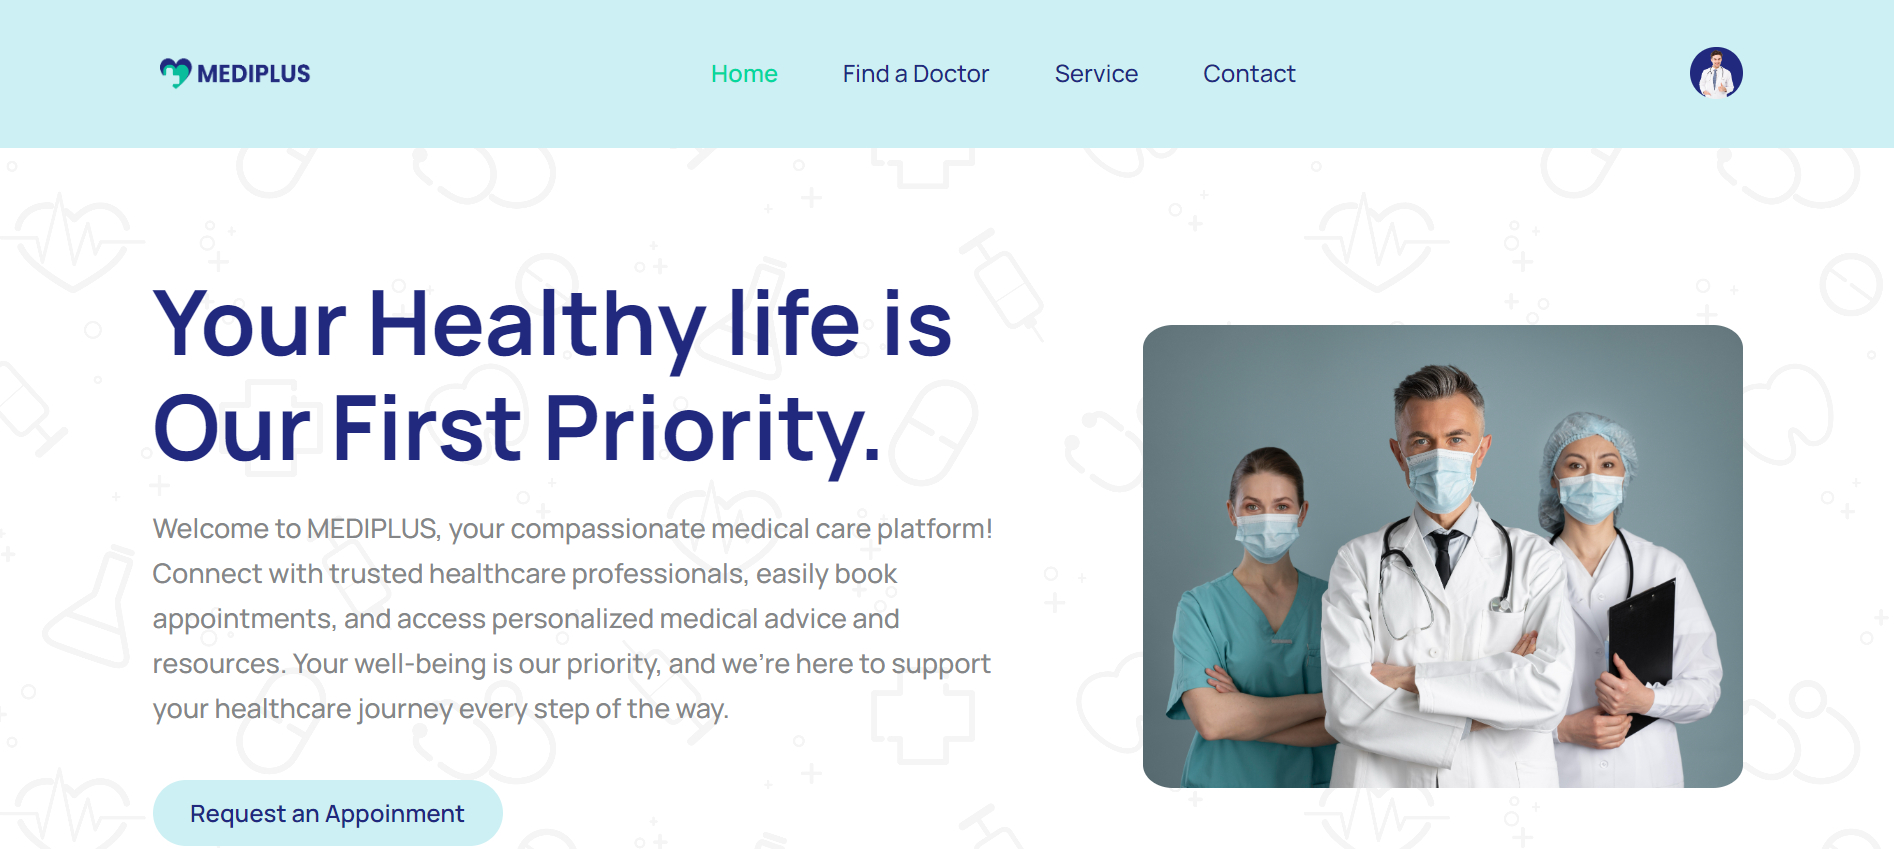 MEDIPLUS
Home
Find a Doctor
Service
Contact
Your Healthy life is
Our First Priority.
Welcome to MEDIPLUS, your compassionate medical care platform!
Connect with trusted healthcare professionals, easily book
appointments, and access personalized medical advice and
resources. Your well-being is our priority, and we’re here to support
your healthcare journey every step of the way.
Request an Appoinment